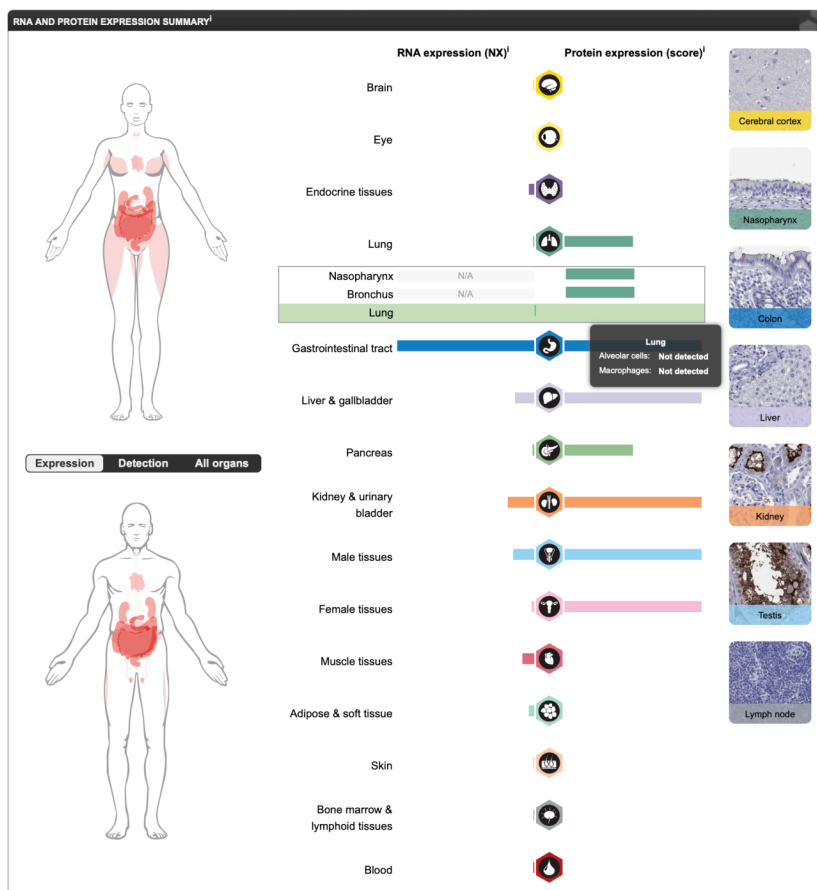 RNA AND PROTEIN EXPRESSION SUMMARYⁱ
RNA expression (NX)ⁱ
Protein expression (score)ⁱ
Brain
Eye
Endocrine tissues
Lung
Nasopharynx N/A
Bronchus N/A
Lung
Gastrointestinal tract
Liver & gallbladder
Pancreas
Kidney & urinary
bladder
Male tissues
Female tissues
Muscle tissues
Adipose & soft tissue
Skin
Bone marrow &
lymphoid tissues
Blood
Lung
Alveolar cells: Not detected
Macrophages: Not detected
Expression Detection All organs
Cerebral cortex
Nasopharynx
Colon
Liver
Kidney
Testis
Lymph node